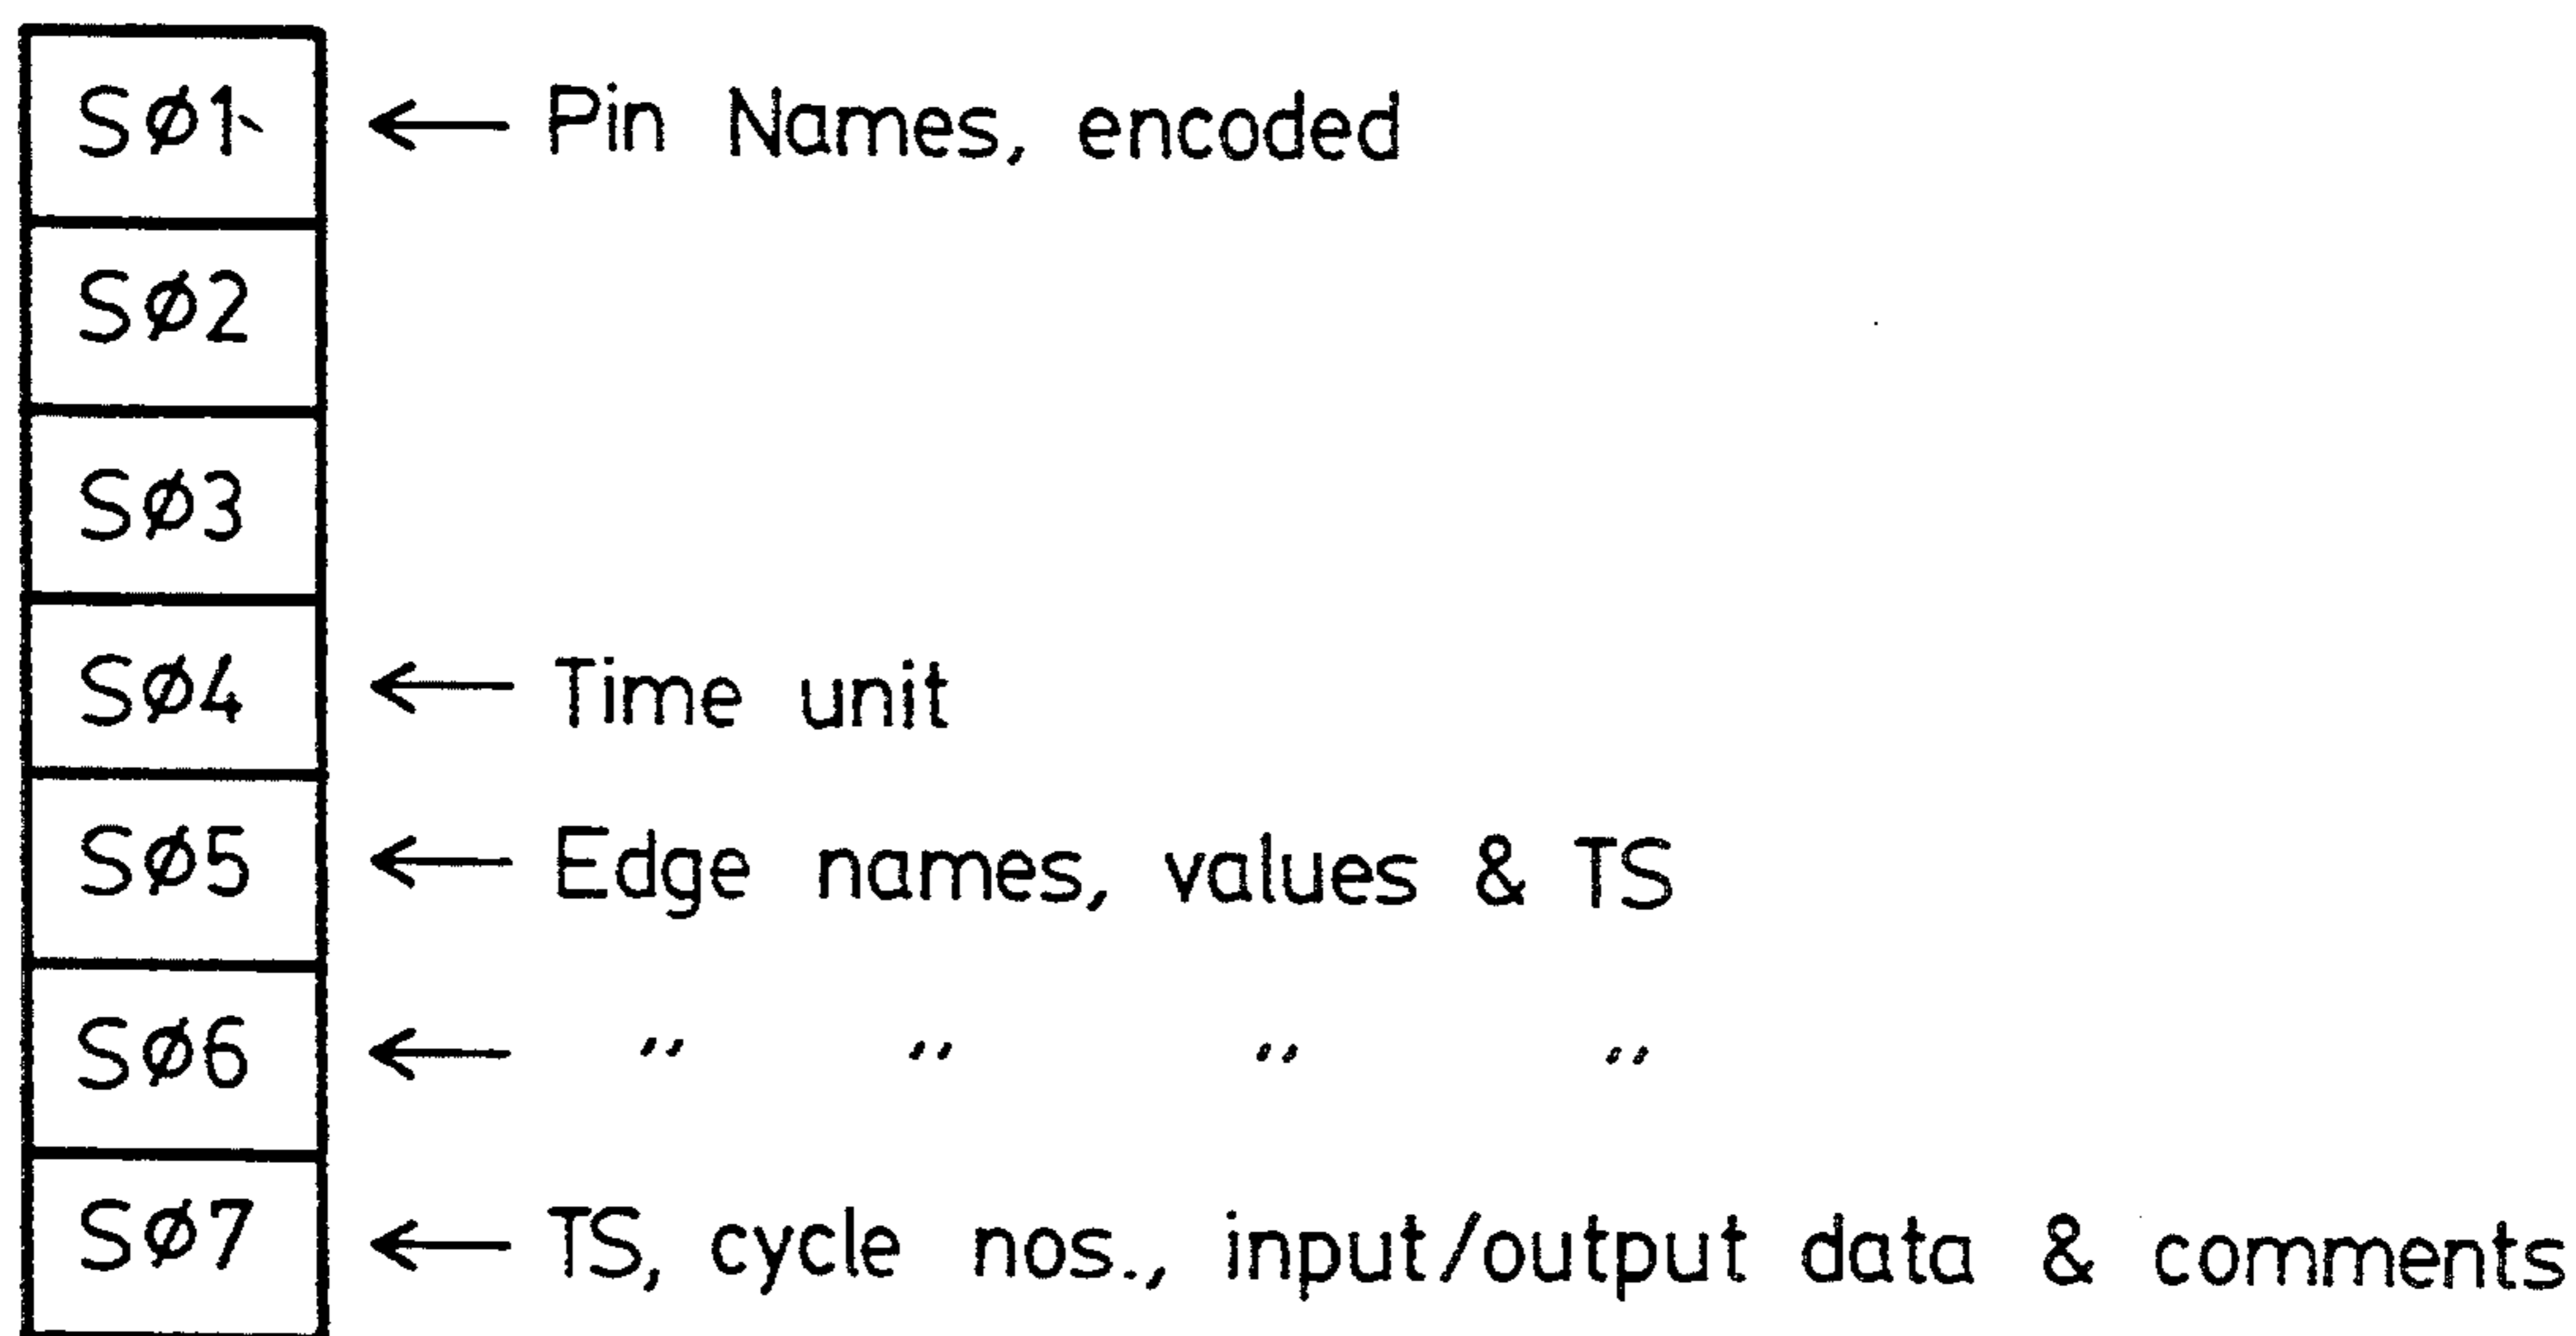 SØ1 ← Pin Names, encoded
SØ2
SØ3
SØ4 ← Time unit
SØ5 ← Edge names, values & TS
SØ6 ← " " " "
SØ7 ← TS, cycle nos., input/output data & comments